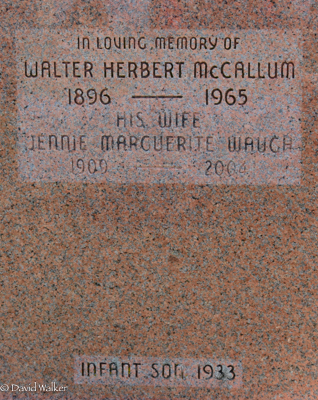 IN LOVING MEMORY OF
WALTER HERBERT McCALLUM
1896 — 1965
HIS WIFE
JENNIE MARGUERITE WAUGH
1909 — 2004
INFANT SON 1933
© David Walker